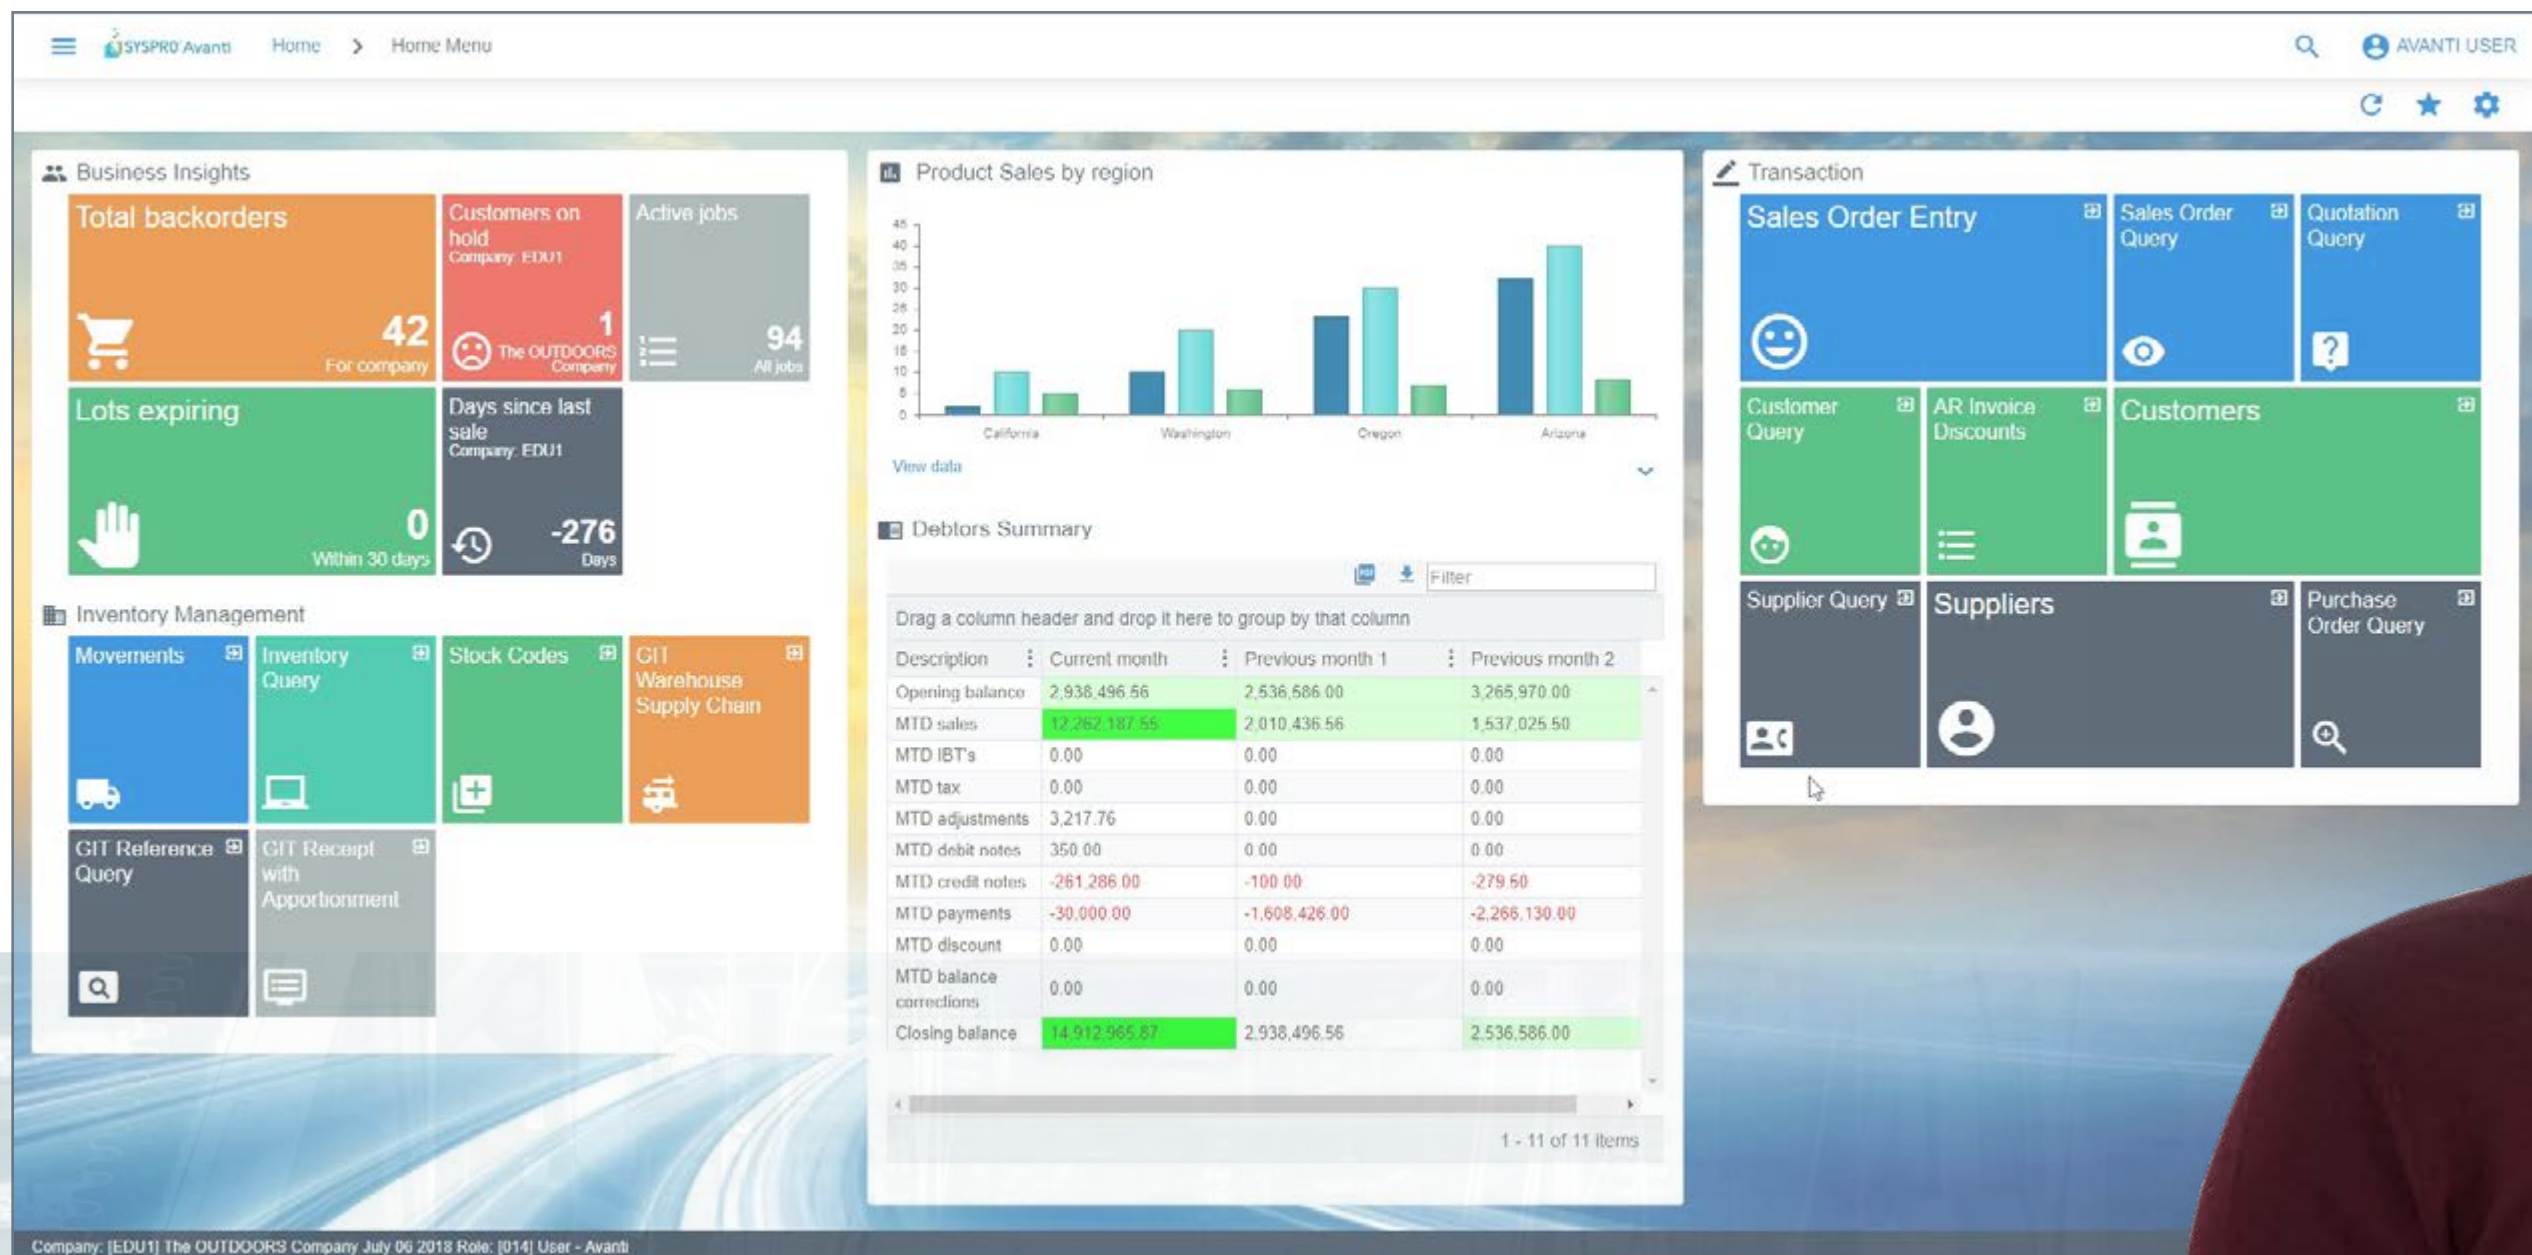 SYSPRO Avanti Home > Home Menu
AVANTI USER
Business Insights
Total backorders
42
For company
Customers on
hold
Company: EDU1
1
The OUTDOORS
Company
Active jobs
94
All jobs
Lots expiring
0
Within 30 days
Days since last
sale
Company: EDU1
-276
Days
Inventory Management
Movements
Inventory
Query
Stock Codes
GIT
Warehouse
Supply Chain
GIT Reference
Query
GIT Receipt
with
Apportionment
Product Sales by region
45
40
35
30
25
20
15
10
5
0
California Washington Oregon Arizona
View data
Debtors Summary
Filter
Drag a column header and drop it here to group by that column
Description Current month Previous month 1 Previous month 2
Opening balance 2,938,496.56 2,536,586.00 3,265,970.00
MTD sales 12,262,187.55 2,010,436.56 1,537,025.50
MTD IBT's 0.00 0.00 0.00
MTD tax 0.00 0.00 0.00
MTD adjustments 3,217.76 0.00 0.00
MTD debit notes 350.00 0.00 0.00
MTD credit notes -261,286.00 -100.00 -279.50
MTD payments -30,000.00 -1,608,426.00 -2,266,130.00
MTD discount 0.00 0.00 0.00
MTD balance
corrections 0.00 0.00 0.00
Closing balance 14,912,965.87 2,938,496.56 2,536,586.00
1 - 11 of 11 items
Transaction
Sales Order Entry
Sales Order
Query
Quotation
Query
Customer
Query
AR Invoice
Discounts
Customers
Supplier Query
Suppliers
Purchase
Order Query
Company: [EDU1] The OUTDOORS Company July 06 2018 Role: [014] User - Avanti